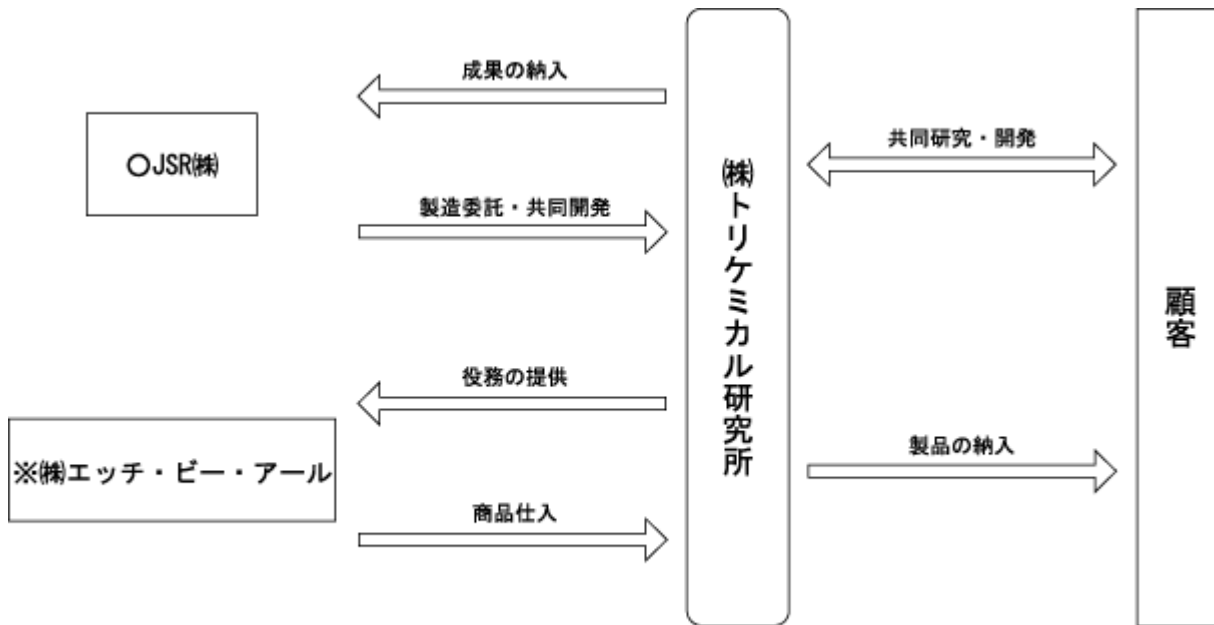 成果の納入
○JSR㈱
製造委託・共同開発
役務の提供
※㈱エッチ・ビー・アール
商品仕入
㈱トリケミカル研究所
共同研究・開発
製品の納入
顧客